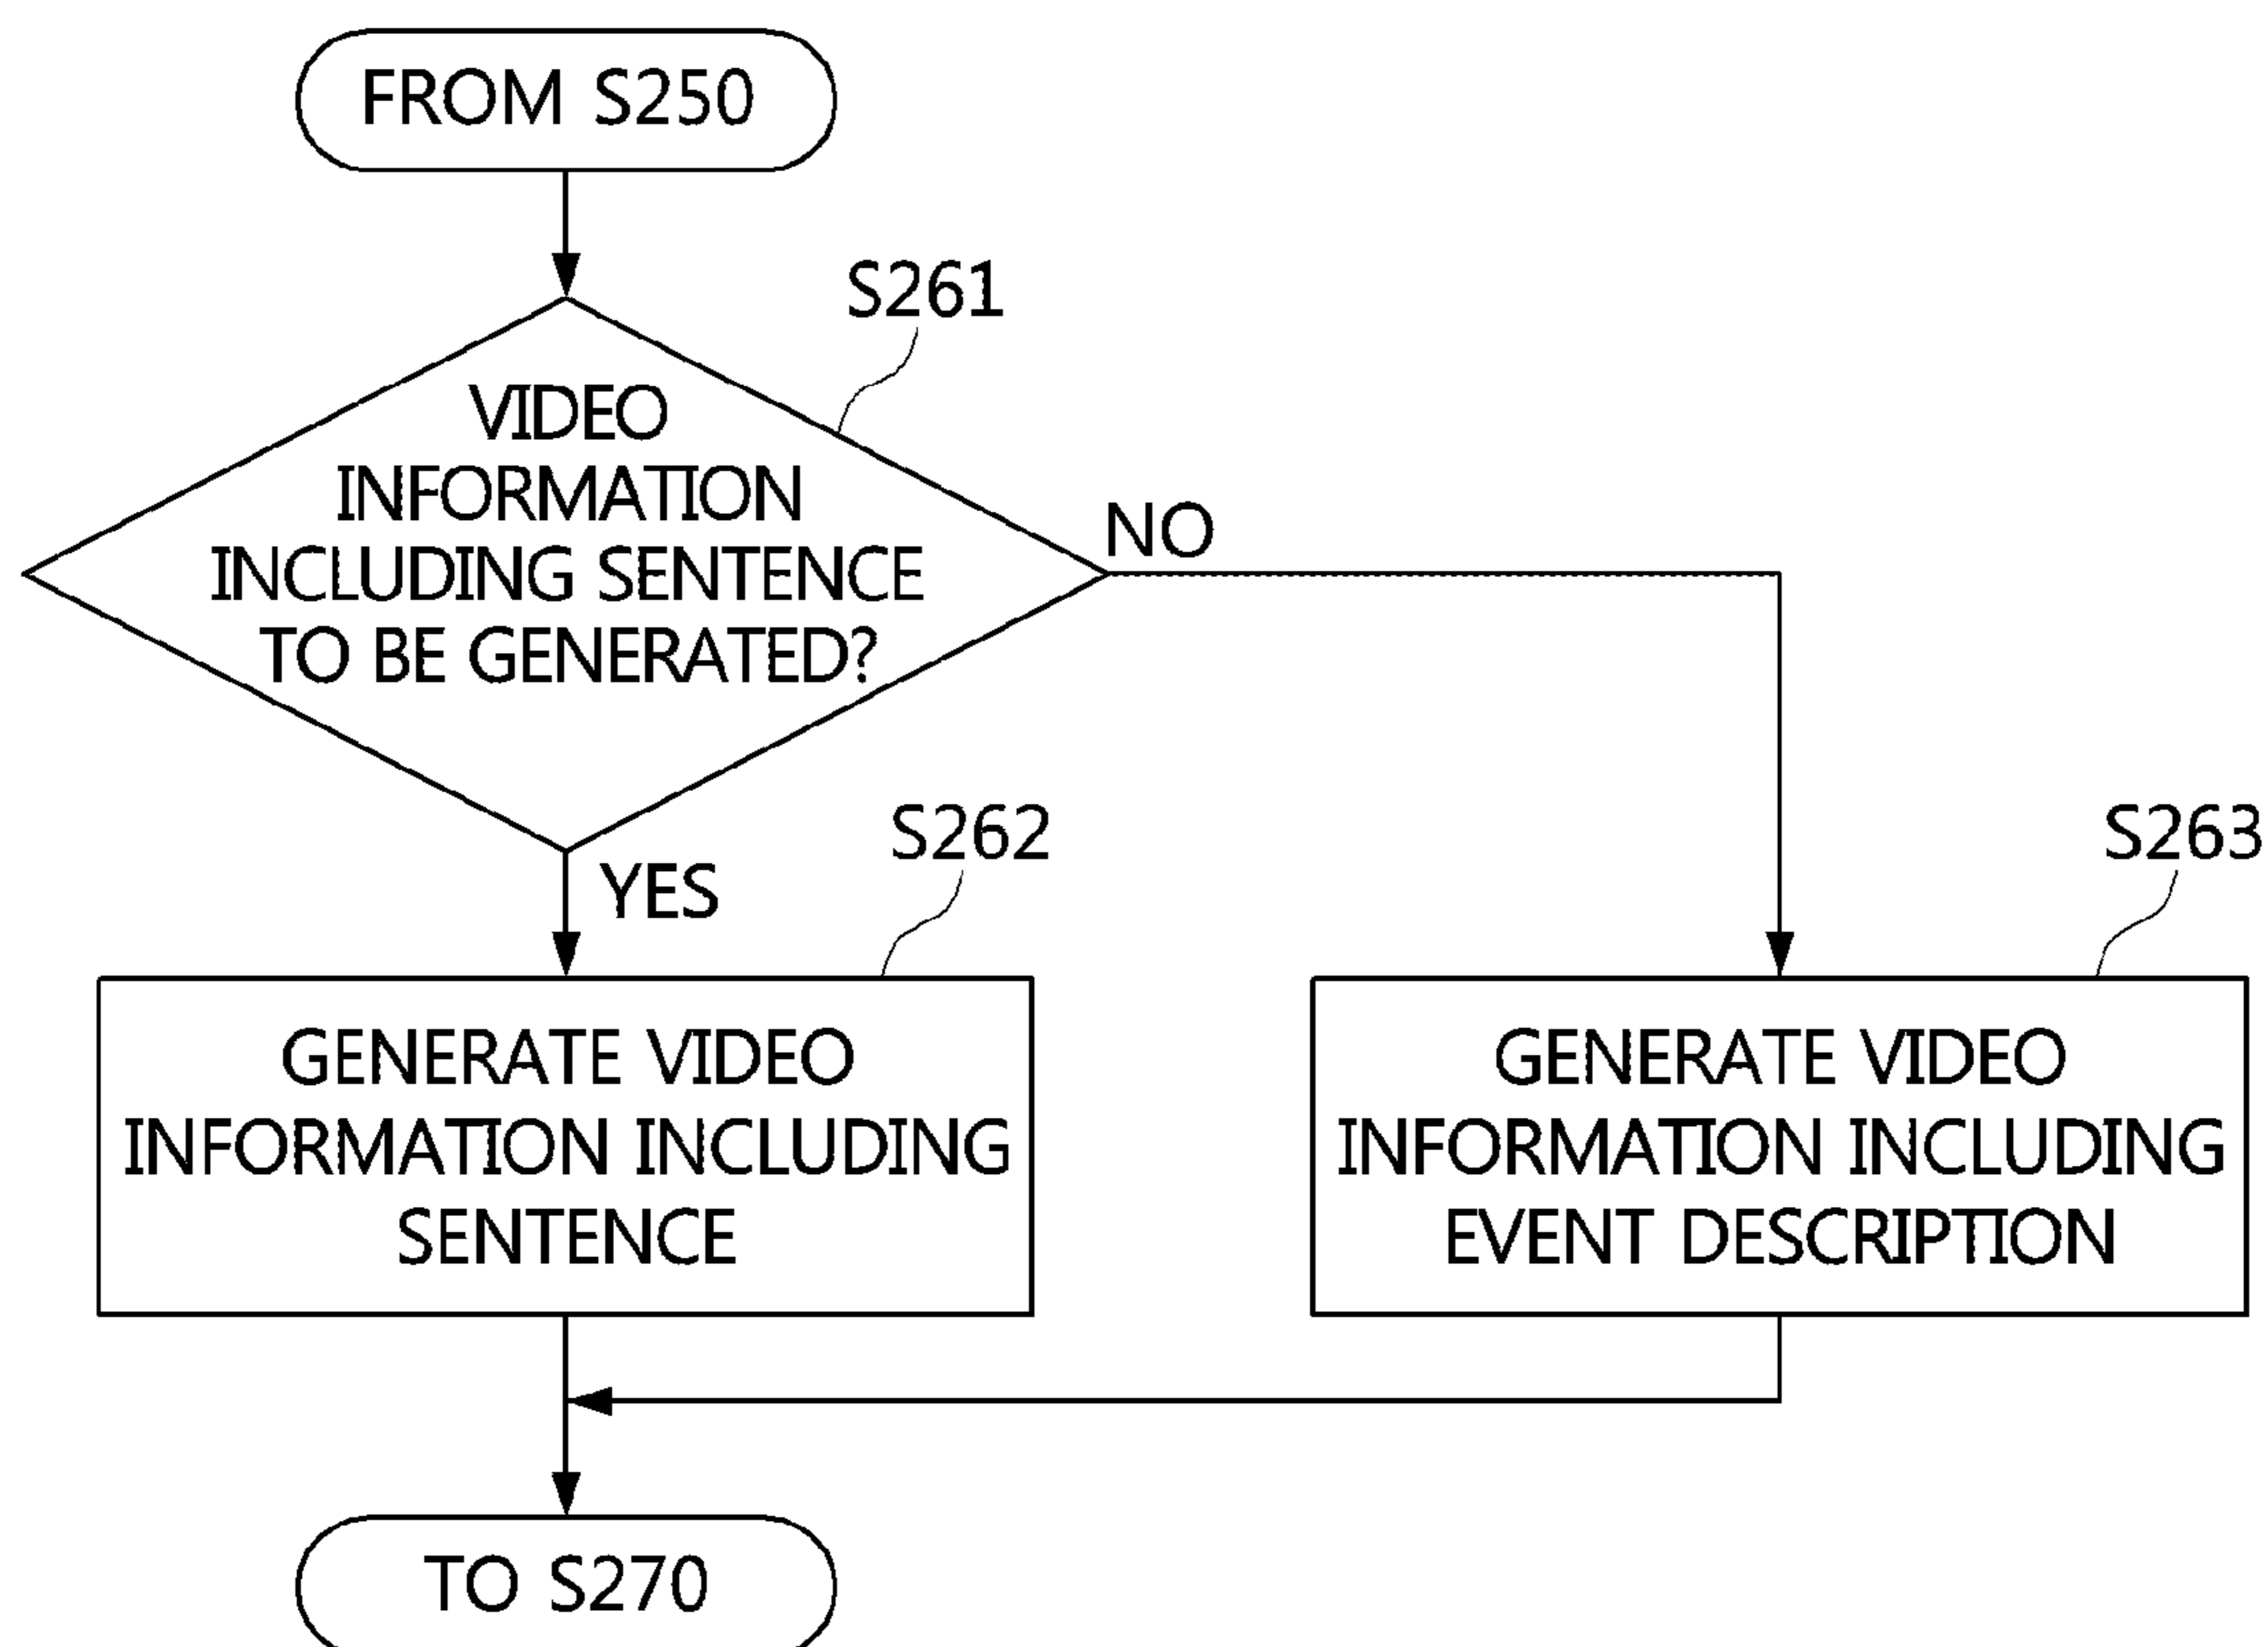 FROM S250
S261
VIDEO
INFORMATION
INCLUDING SENTENCE
TO BE GENERATED?
NO
YES
S262
GENERATE VIDEO
INFORMATION INCLUDING
SENTENCE
S263
GENERATE VIDEO
INFORMATION INCLUDING
EVENT DESCRIPTION
TO S270